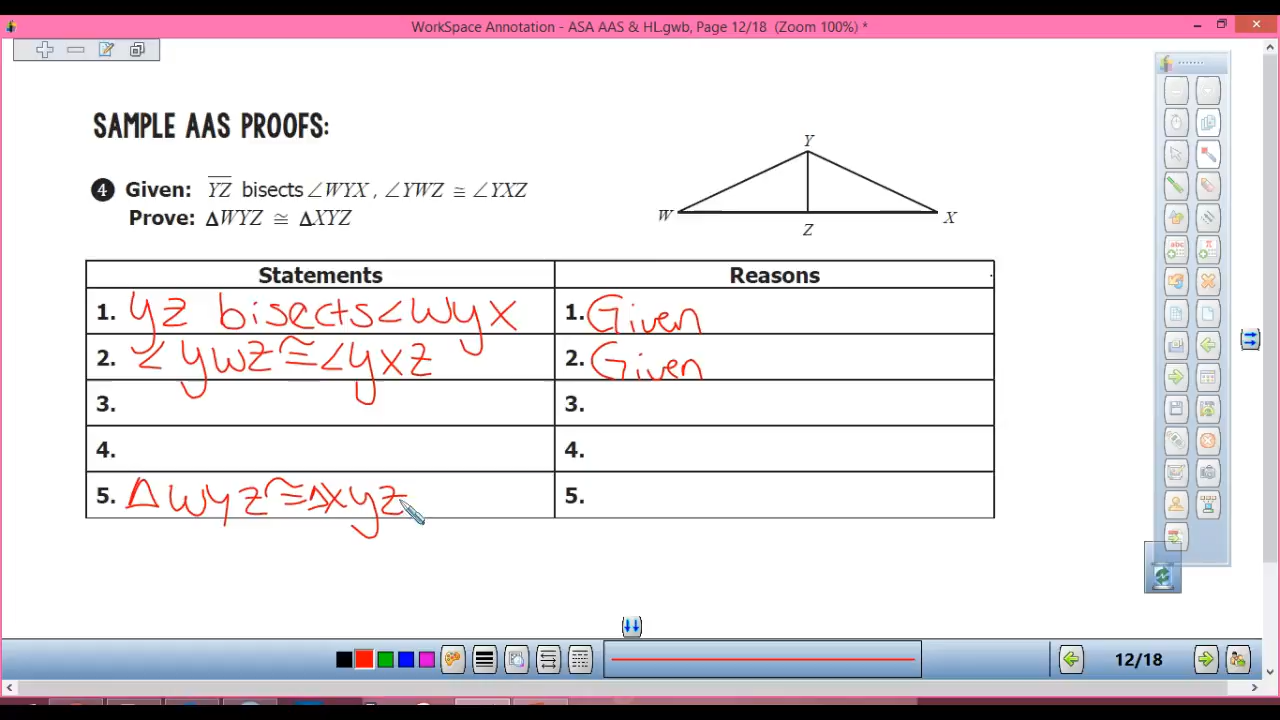 WorkSpace Annotation - ASA AAS & HL.gwb, Page 12/18 (Zoom 100%) *
SAMPLE AAS PROOFS:
4 Given: YZ bisects ∠WYX , ∠YWZ ≅ ∠YXZ
Prove: ΔWYZ ≅ ΔXYZ
Y
W
X
Z
Statements
Reasons
1. YZ bisects <WYX
1. Given
2. <YWZ≅<YXZ
2. Given
3.
3.
4.
4.
5. ΔWYZ≅ΔXYZ
5.
abc
π
12/18